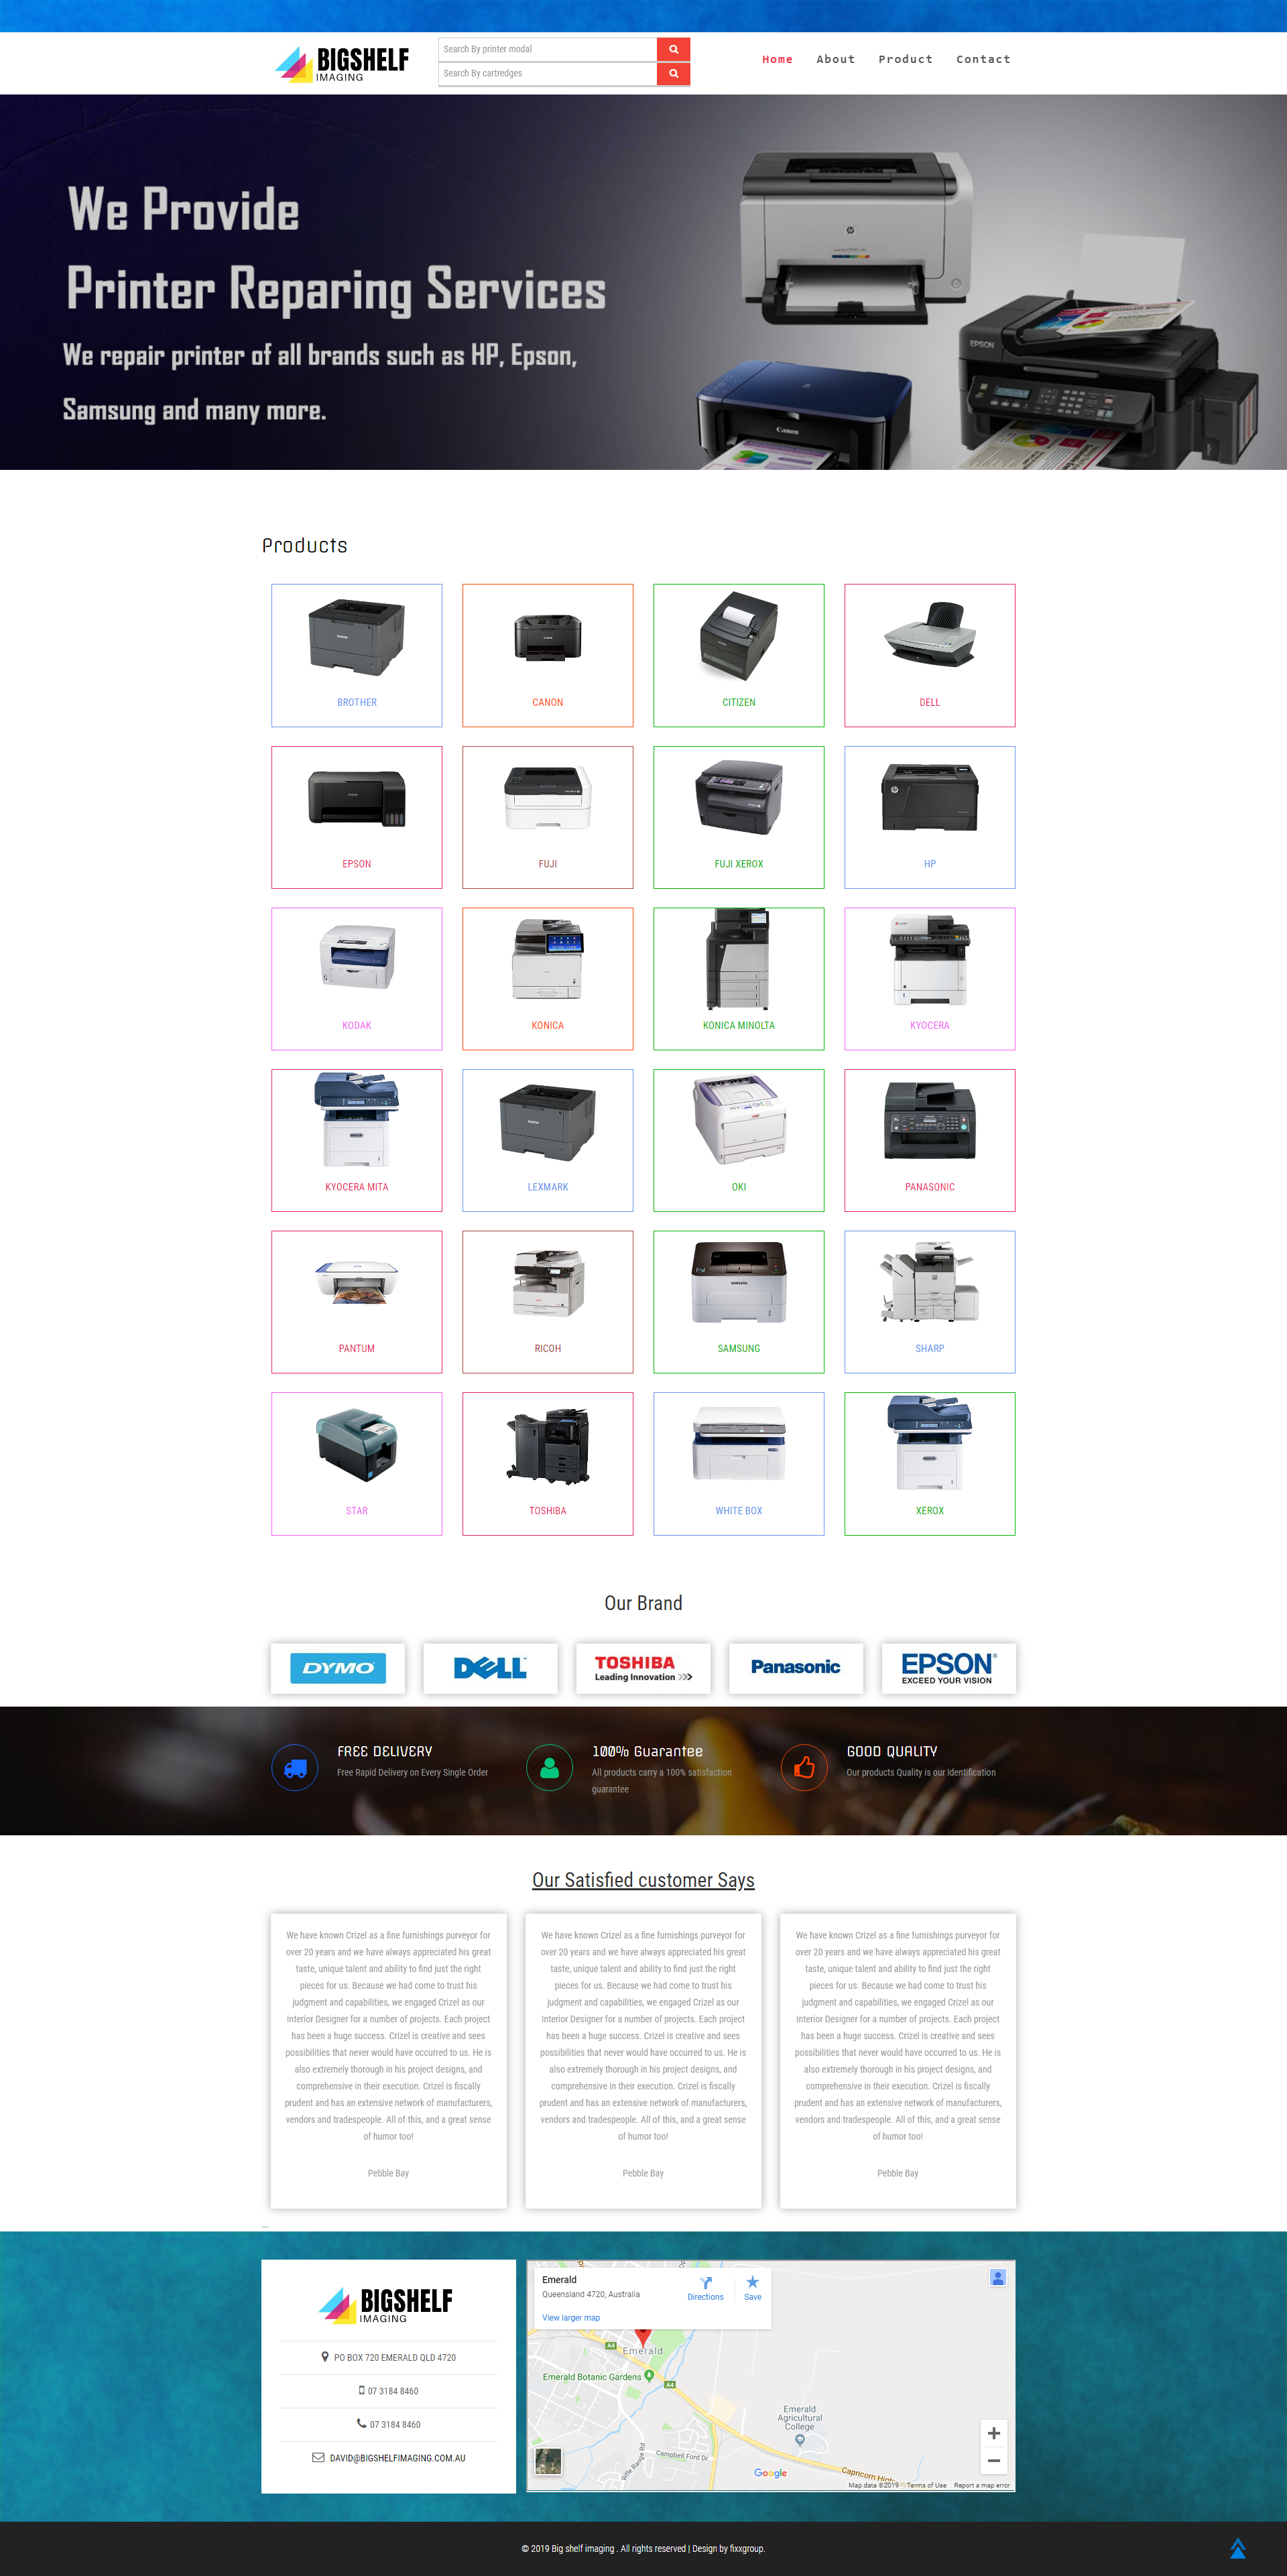 BIGSHELF
IMAGING
Search By printer modal
Search By cartredges
Home About Product Contact
We Provide
Printer Reparing Services
We repair printer of all brands such as HP, Epson,
Samsung and many more.
EPSON
Canon
Products
BROTHER
CANON
CITIZEN
DELL
EPSON
FUJI
FUJI XEROX
HP
KODAK
KONICA
KONICA MINOLTA
KYOCERA
KYOCERA MITA
LEXMARK
OKI
PANASONIC
PANTUM
RICOH
SAMSUNG
SHARP
STAR
TOSHIBA
WHITE BOX
XEROX
Our Brand
DYMO
DELL
TOSHIBA
Leading Innovation >>>
Panasonic
EPSON
EXCEED YOUR VISION
FREE DELIVERY
Free Rapid Delivery on Every Single Order
100% Guarantee
All products carry a 100% satisfaction
guarantee
GOOD QUALITY
Our products Quality is our Identification
Our Satisfied customer Says
We have known Crizel as a fine furnishings purveyor for
over 20 years and we have always appreciated his great
taste, unique talent and ability to find just the right
pieces for us. Because we had come to trust his
judgment and capabilities, we engaged Crizel as our
Interior Designer for a number of projects. Each project
has been a huge success. Crizel is creative and sees
possibilities that never would have occurred to us. He is
also extremely thorough in his project designs, and
comprehensive in their execution. Crizel is fiscally
prudent and has an extensive network of manufacturers,
vendors and tradespeople. All of this, and a great sense
of humor too!
Pebble Bay
We have known Crizel as a fine furnishings purveyor for
over 20 years and we have always appreciated his great
taste, unique talent and ability to find just the right
pieces for us. Because we had come to trust his
judgment and capabilities, we engaged Crizel as our
Interior Designer for a number of projects. Each project
has been a huge success. Crizel is creative and sees
possibilities that never would have occurred to us. He is
also extremely thorough in his project designs, and
comprehensive in their execution. Crizel is fiscally
prudent and has an extensive network of manufacturers,
vendors and tradespeople. All of this, and a great sense
of humor too!
Pebble Bay
We have known Crizel as a fine furnishings purveyor for
over 20 years and we have always appreciated his great
taste, unique talent and ability to find just the right
pieces for us. Because we had come to trust his
judgment and capabilities, we engaged Crizel as our
Interior Designer for a number of projects. Each project
has been a huge success. Crizel is creative and sees
possibilities that never would have occurred to us. He is
also extremely thorough in his project designs, and
comprehensive in their execution. Crizel is fiscally
prudent and has an extensive network of manufacturers,
vendors and tradespeople. All of this, and a great sense
of humor too!
Pebble Bay
...
BIGSHELF
IMAGING
PO BOX 720 EMERALD QLD 4720
07 3184 8460
07 3184 8460
DAVID@BIGSHELFIMAGING.COM.AU
Emerald
Queensland 4720, Australia
Directions
Save
View larger map
A4
Emerald
Emerald Botanic Gardens
A4
Emerald
Agricultural
College
Campbell Ford Dr
Rifle Range Rd
Capricorn Highway
Google
Map data ©2019
Terms of Use
Report a map error
© 2019 Big shelf imaging . All rights reserved | Design by fixxgroup.